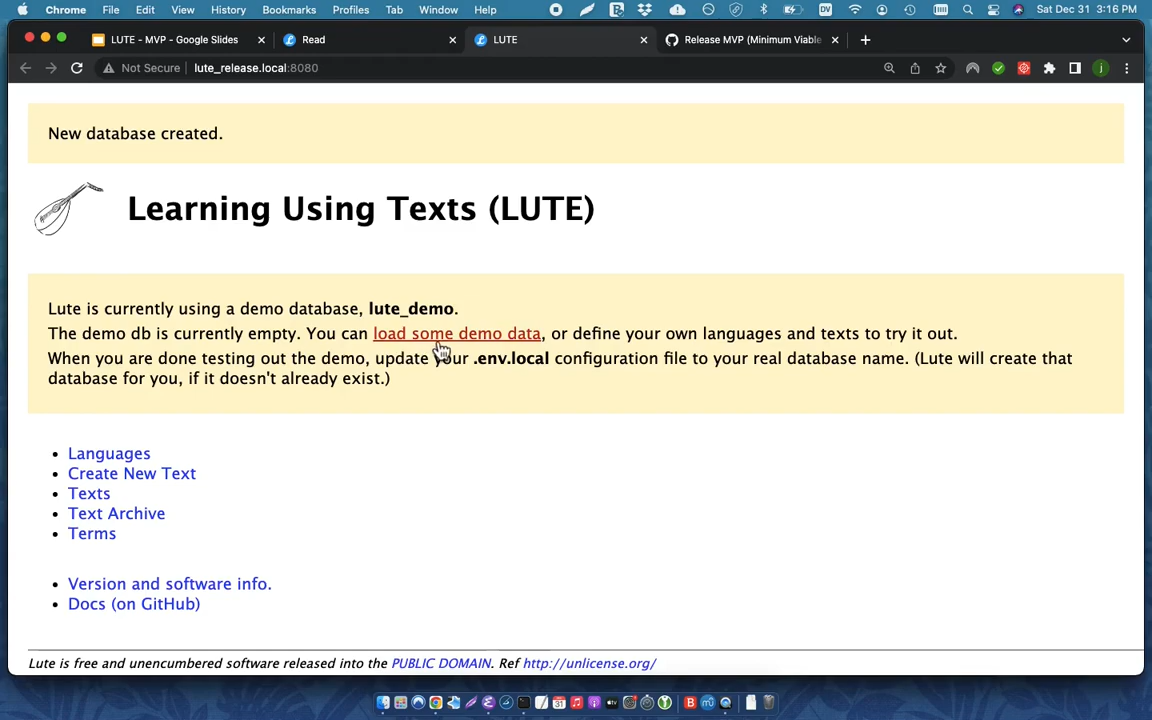 Chrome File Edit View History Bookmarks Profiles Tab Window Help DV Sat Dec 31 3:16 PM
LUTE - MVP - Google Slides Read LUTE Release MVP (Minimum Viable
Not Secure lute_release.local:8080 j
New database created.
Learning Using Texts (LUTE)
Lute is currently using a demo database, lute_demo.
The demo db is currently empty. You can load some demo data, or define your own languages and texts to try it out.
When you are done testing out the demo, update your .env.local configuration file to your real database name. (Lute will create that
database for you, if it doesn't already exist.)
Languages
Create New Text
Texts
Text Archive
Terms
Version and software info.
Docs (on GitHub)
Lute is free and unencumbered software released into the PUBLIC DOMAIN. Ref http://unlicense.org/